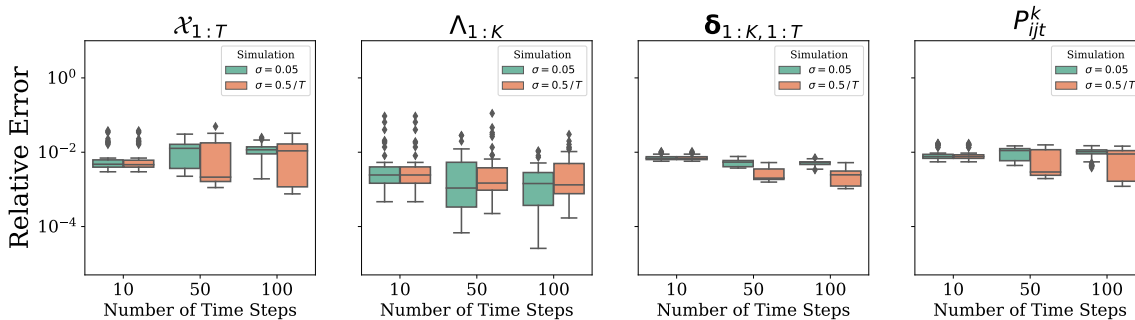 𝒳₁:T
Λ₁:K
δ₁:K, 1:T
Pᵏᵢⱼₜ
Relative Error
10⁰
10⁻²
10⁻⁴
Simulation
σ = 0.05
σ = 0.5/T
Simulation
σ = 0.05
σ = 0.5/T
Simulation
σ = 0.05
σ = 0.5/T
Simulation
σ = 0.05
σ = 0.5/T
10 50 100
10 50 100
10 50 100
10 50 100
Number of Time Steps
Number of Time Steps
Number of Time Steps
Number of Time Steps